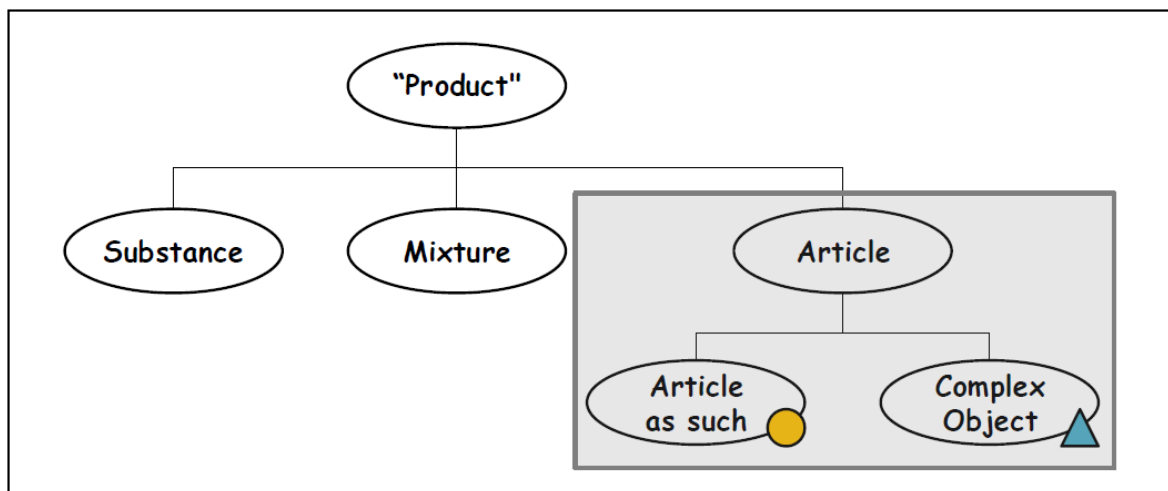 “Product"
Substance
Mixture
Article
Article
as such
Complex
Object